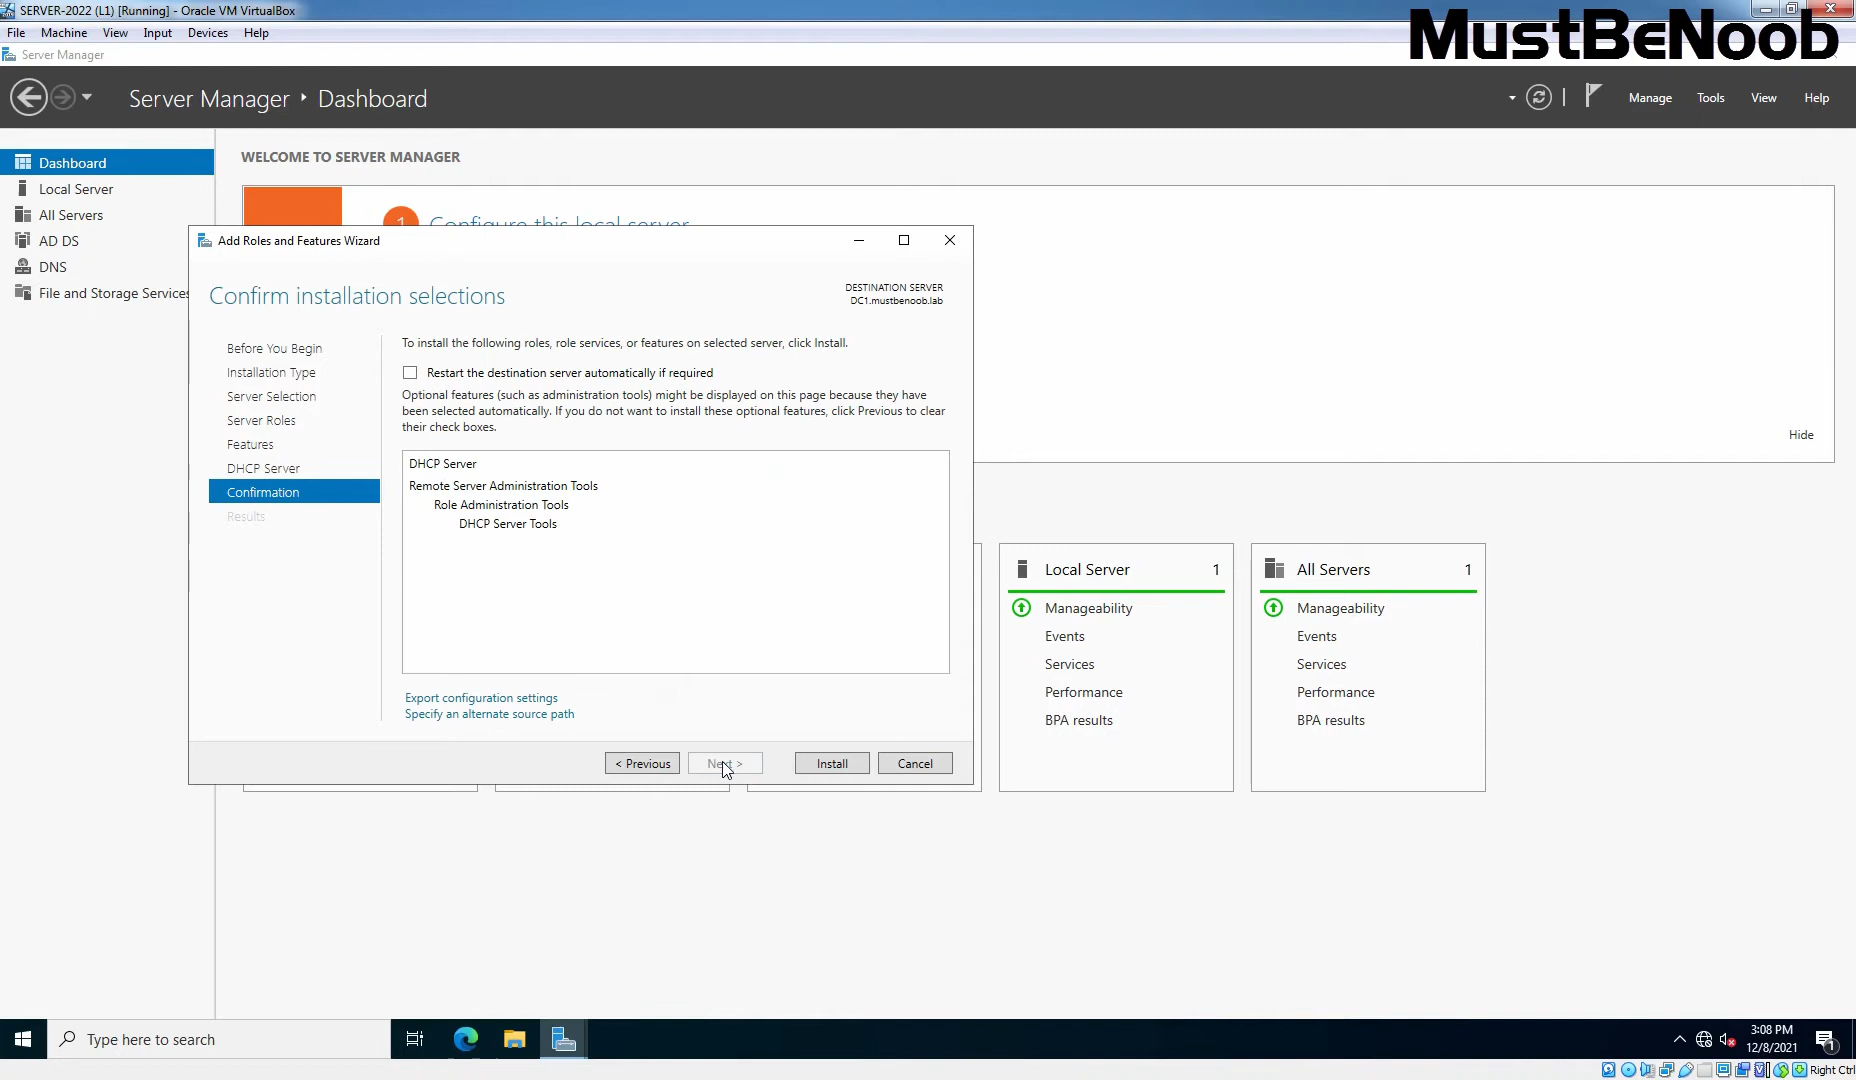 SERVER-2022 (L1) [Running] - Oracle VM VirtualBox
MustBeNoob
File Machine View Input Devices Help
Server Manager
Server Manager Dashboard
Manage Tools View Help
Dashboard
Local Server
All Servers
AD DS
DNS
File and Storage Services
WELCOME TO SERVER MANAGER
1 Configure this local server
Hide
Add Roles and Features Wizard
Confirm installation selections
DESTINATION SERVER
DC1.mustbenoob.lab
Before You Begin
Installation Type
Server Selection
Server Roles
Features
DHCP Server
Confirmation
Results
To install the following roles, role services, or features on selected server, click Install.
Restart the destination server automatically if required
Optional features (such as administration tools) might be displayed on this page because they have
been selected automatically. If you do not want to install these optional features, click Previous to clear
their check boxes.
DHCP Server
Remote Server Administration Tools
Role Administration Tools
DHCP Server Tools
Export configuration settings
Specify an alternate source path
< Previous
Next >
Install
Cancel
Local Server 1
Manageability
Events
Services
Performance
BPA results
All Servers 1
Manageability
Events
Services
Performance
BPA results
Type here to search
3:08 PM
12/8/2021
1
Right Ctrl